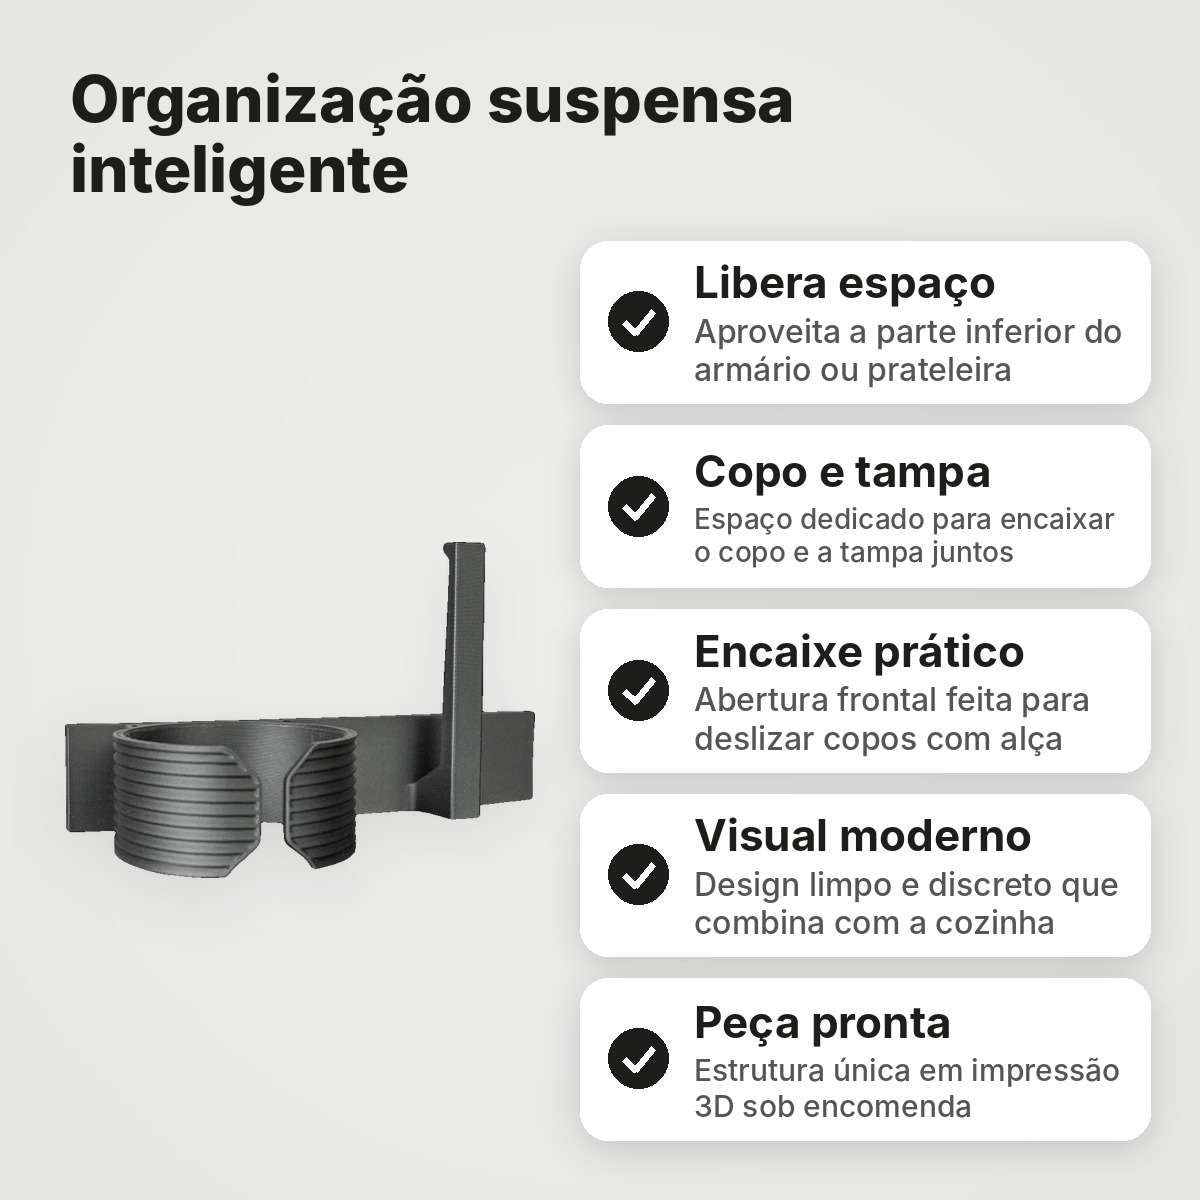 Organização suspensa
inteligente
Libera espaço
Aproveita a parte inferior do
armário ou prateleira
Copo e tampa
Espaço dedicado para encaixar
o copo e a tampa juntos
Encaixe prático
Abertura frontal feita para
deslizar copos com alça
Visual moderno
Design limpo e discreto que
combina com a cozinha
Peça pronta
Estrutura única em impressão
3D sob encomenda